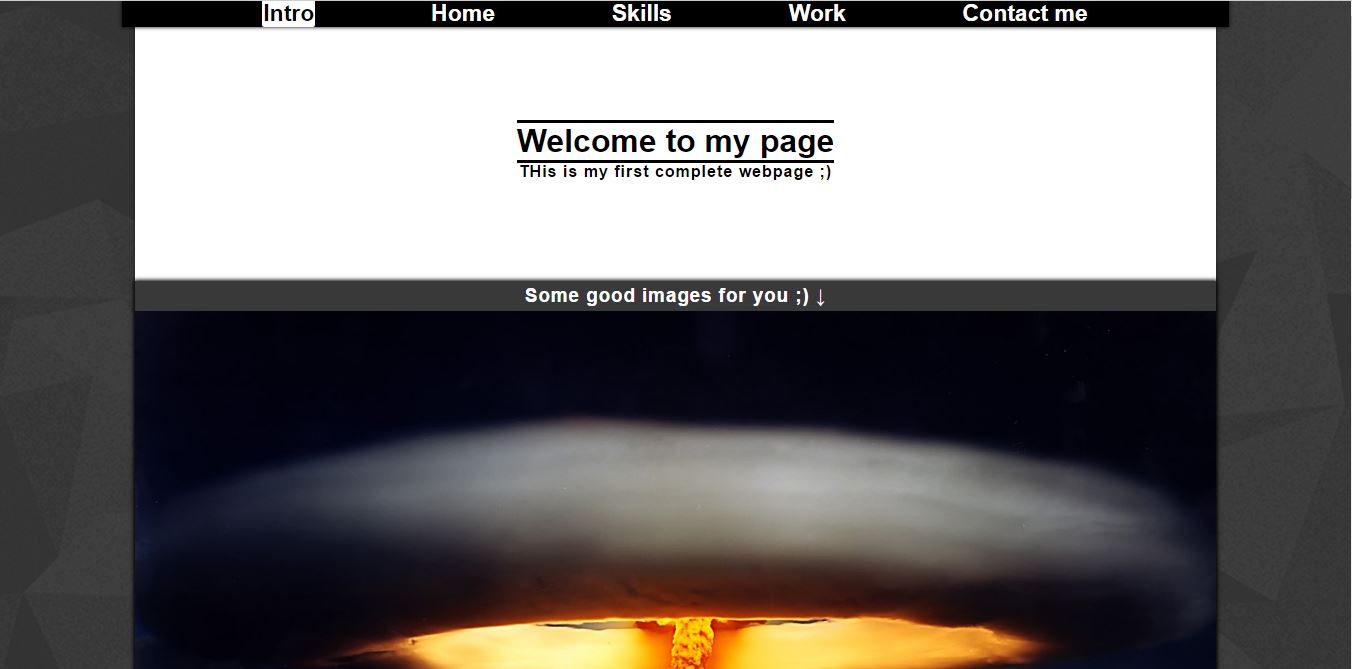 Intro Home Skills Work Contact me
Welcome to my page
THis is my first complete webpage ;)
Some good images for you ;) ↓